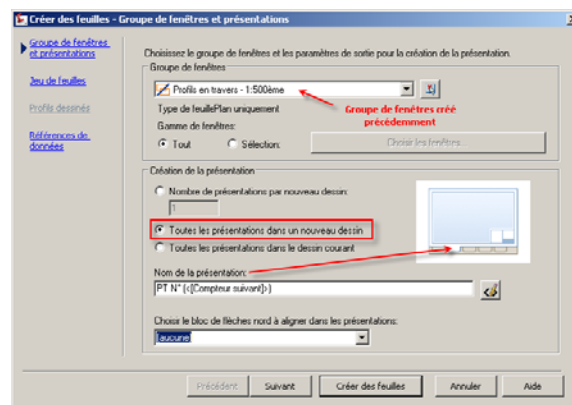 Créer des feuilles - Groupe de fenêtres et présentations
Groupe de fenêtres et présentations
Jeu de feuilles
Profils dessinés
Références de données
Choisissez le groupe de fenêtres et les paramètres de sortie pour la création de la présentation.
Groupe de fenêtres
Profils en travers - 1:500ème
Type de feuillePlan uniquement
Groupe de fenêtres créé précédemment
Gamme de fenêtres:
Tout
Sélection:
Choisir les fenêtres...
Création de la présentation
Nombre de présentations par nouveau dessin:
1
Toutes les présentations dans un nouveau dessin
Toutes les présentations dans le dessin courant
Nom de la présentation:
PT N° (<[Compteur suivant]>)
Choisir le bloc de flèches nord à aligner dans les présentations:
(aucune)
Précédent
Suivant
Créer des feuilles
Annuler
Aide